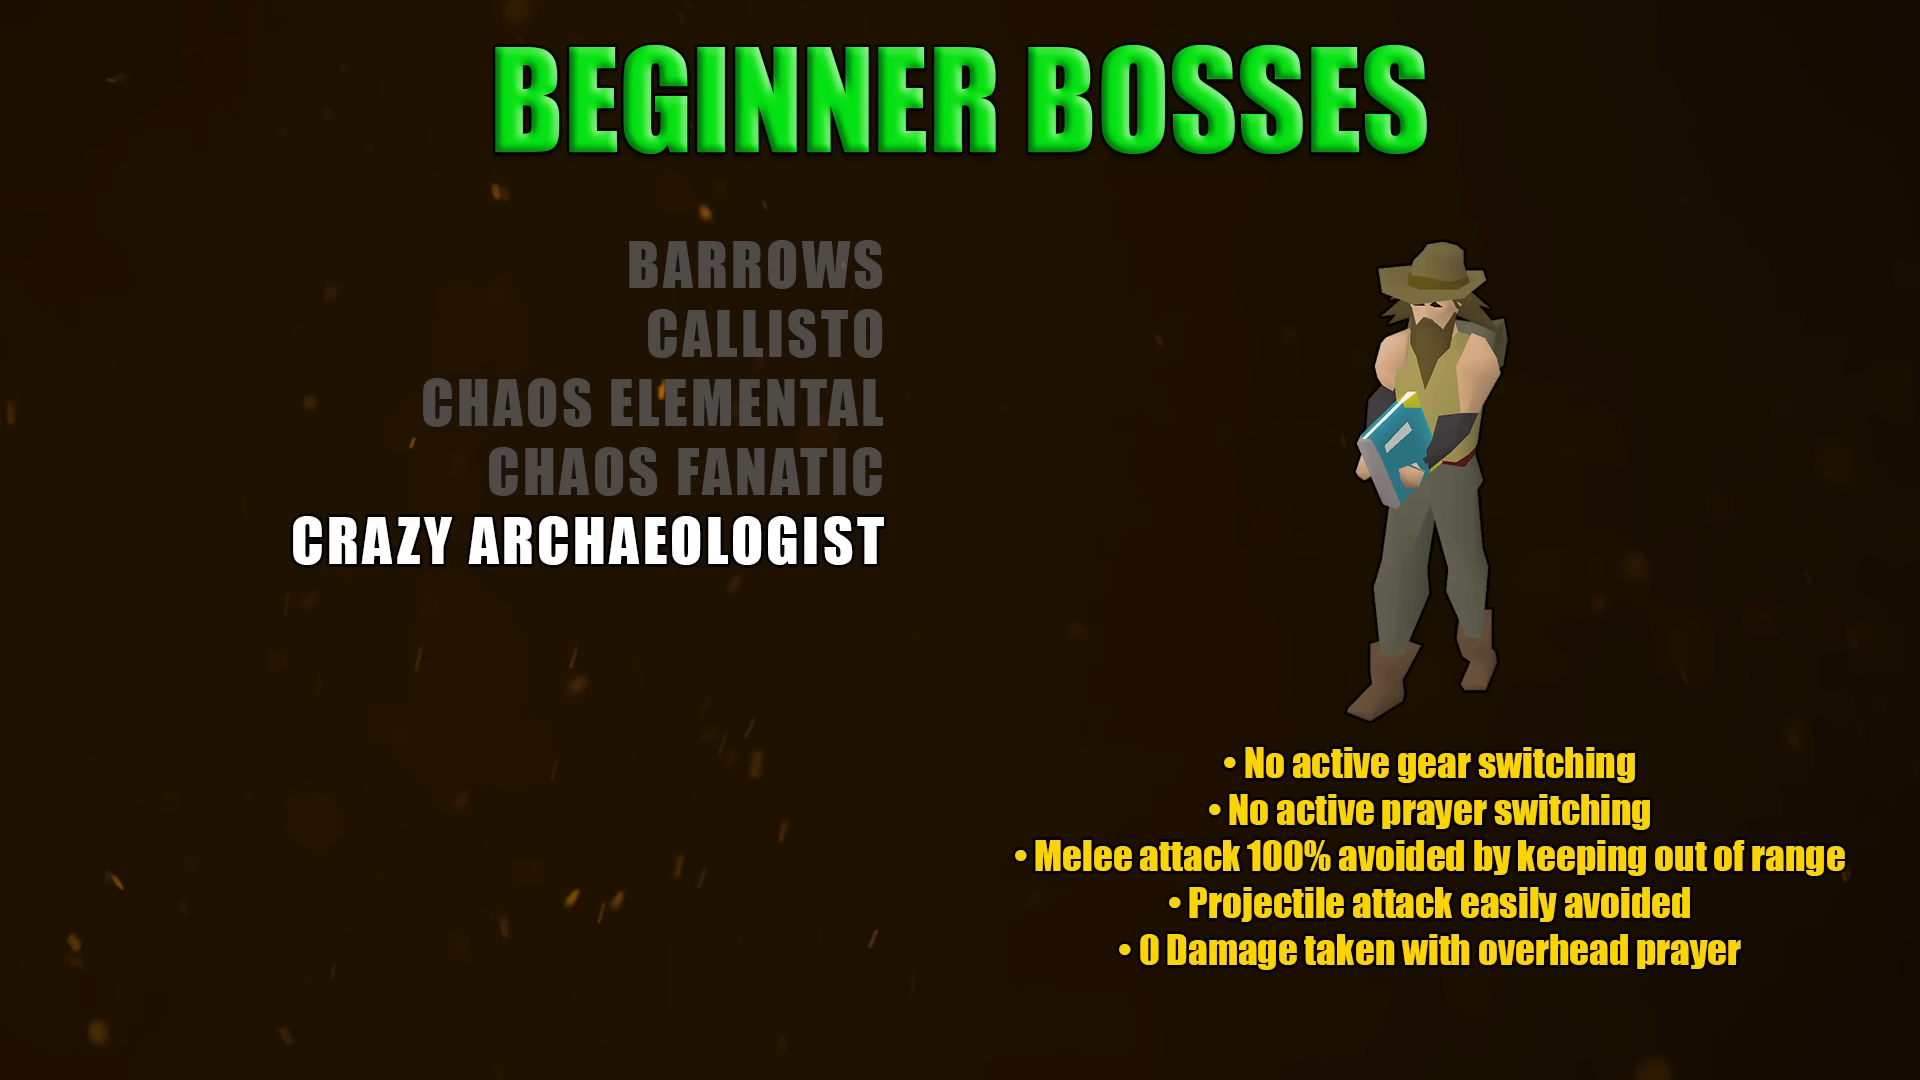 BEGINNER BOSSES
BARROWS
CALLISTO
CHAOS ELEMENTAL
CHAOS FANATIC
CRAZY ARCHAEOLOGIST
• No active gear switching
• No active prayer switching
• Melee attack 100% avoided by keeping out of range
• Projectile attack easily avoided
• 0 Damage taken with overhead prayer